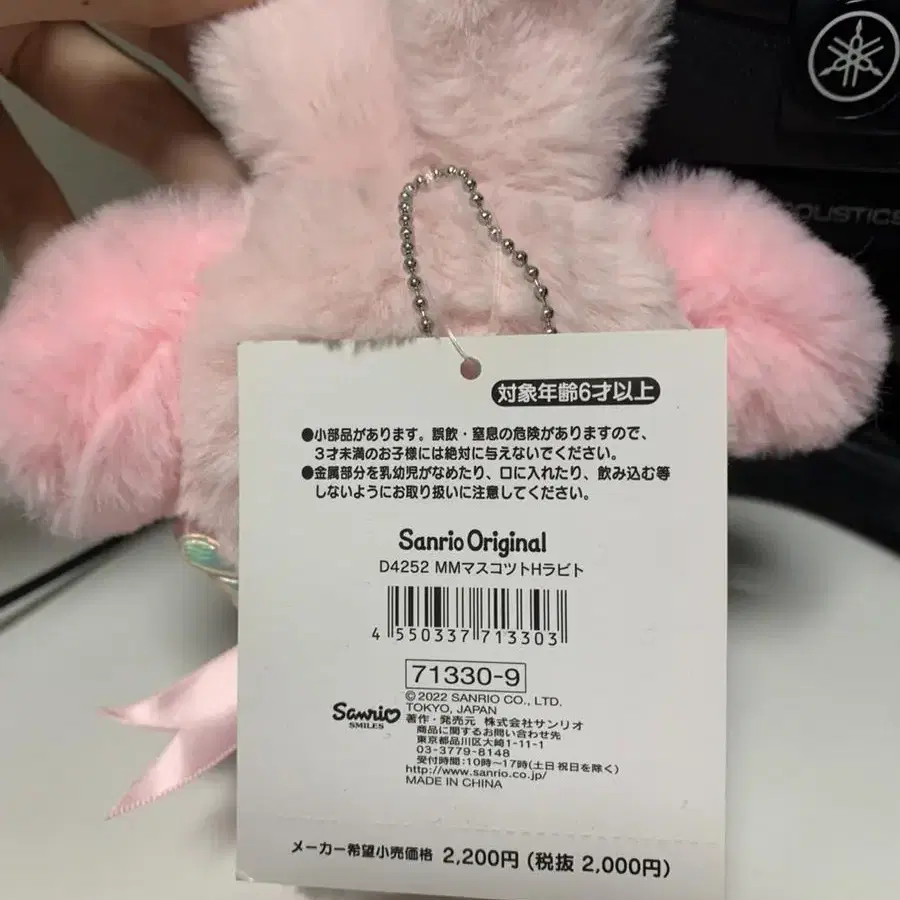 OUSTICS
対象年齢6才以上
●小部品があります。誤飲・窒息の危険がありますので、
3才未満のお子様には絶対に与えないでください。
●金属部分を乳幼児がなめたり、口に入れたり、飲み込む等
しないようにお取り扱いに注意してください。
Sanrio Original
D4252 MMマスコツトHラビト
4 550337 713303
71330-9
© 2022 SANRIO CO., LTD.
TOKYO, JAPAN
Sanrio
SMILES
著作・発売元 株式会社サンリオ
商品に関するお問い合わせ先
東京都品川区大崎1-11-1
03-3779-8148
受付時間:10時〜17時(土日祝日を除く)
http://www.sanrio.co.jp/
MADE IN CHINA
メーカー希望小売価格 2,200円 (税抜 2,000円)